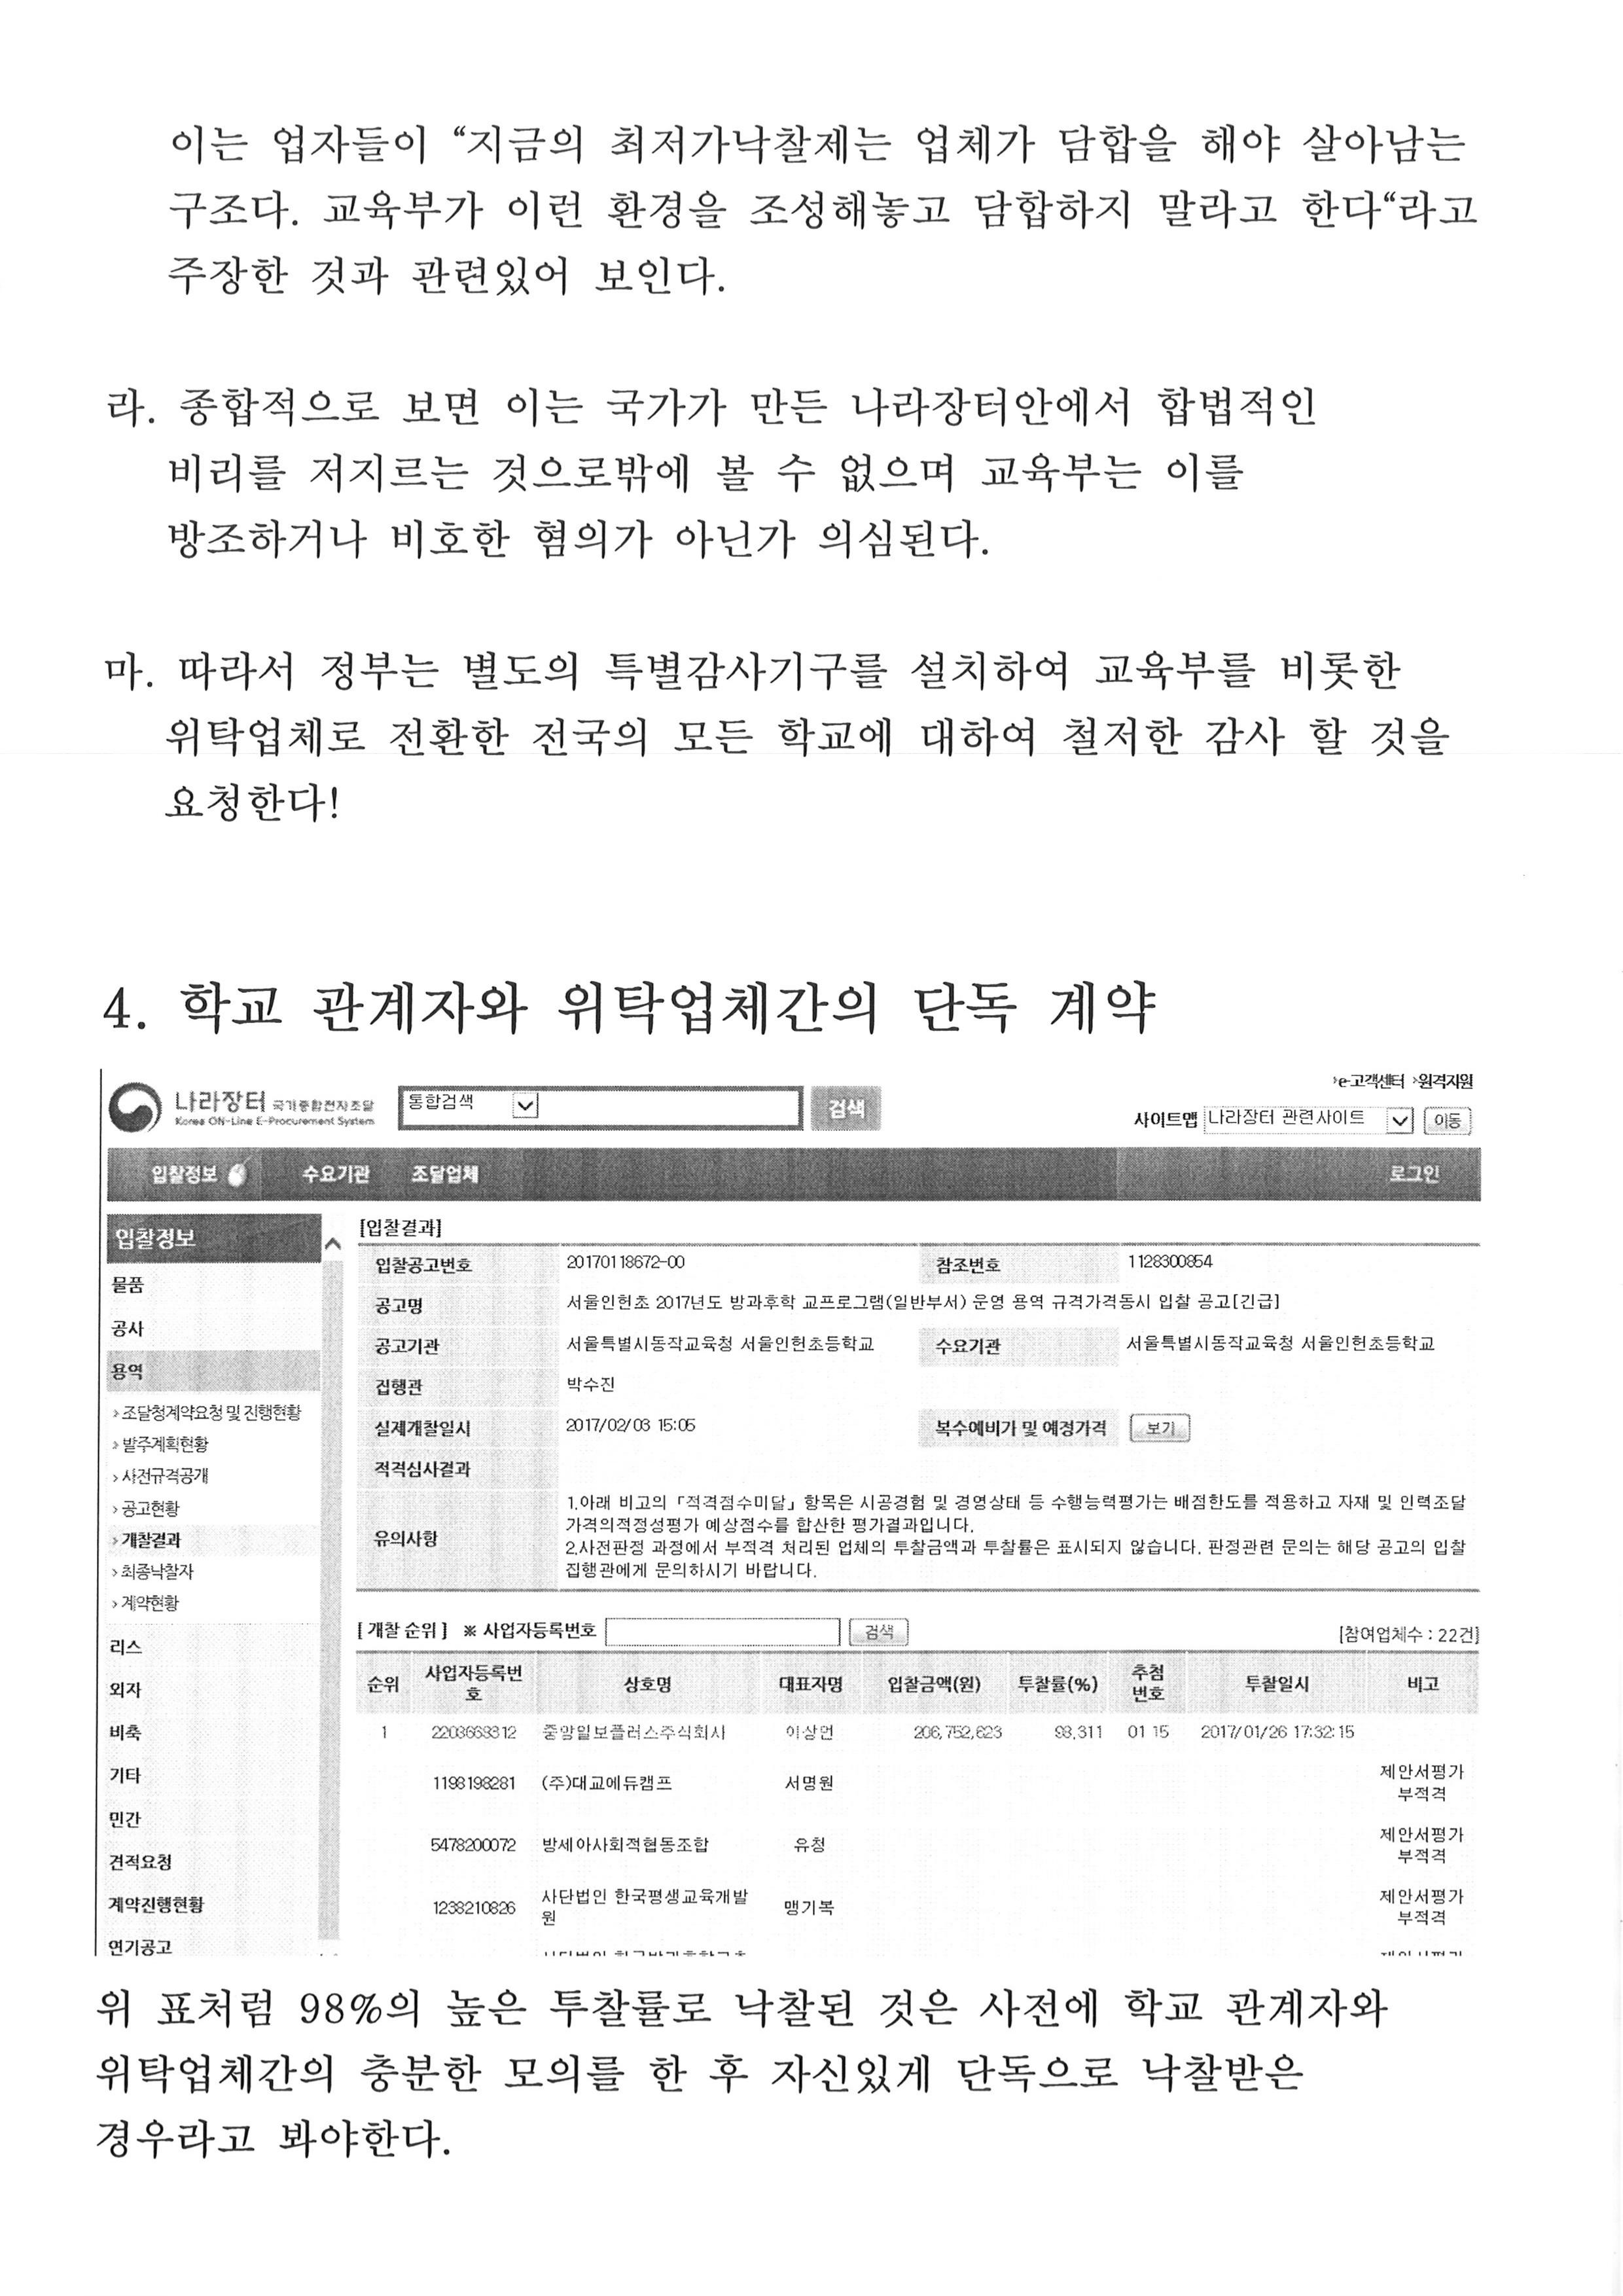 이는 업자들이 “지금의 최저가낙찰제는 업체가 담합을 해야 살아남는
구조다. 교육부가 이런 환경을 조성해놓고 담합하지 말라고 한다“라고
주장한 것과 관련있어 보인다.
라. 종합적으로 보면 이는 국가가 만든 나라장터안에서 합법적인
비리를 저지르는 것으로밖에 볼 수 없으며 교육부는 이를
방조하거나 비호한 혐의가 아닌가 의심된다.
마. 따라서 정부는 별도의 특별감사기구를 설치하여 교육부를 비롯한
위탁업체로 전환한 전국의 모든 학교에 대하여 철저한 감사 할 것을
요청한다!
4. 학교 관계자와 위탁업체간의 단독 계약
›e-고객센터 ›원격지원
나라장터 국가종합전자조달 통합검색 검색
Korea ON-Line E-Procurement System
사이트맵 나라장터 관련사이트 이동
입찰정보 수요기관 조달업체 로그인
입찰정보
물품
공사
용역
› 조달청계약요청 및 진행현황
› 발주계획현황
› 사전규격공개
› 공고현황
› 개찰결과
› 최종낙찰자
› 계약현황
리스
외자
비축
기타
민간
견적요청
계약진행현황
연기공고
[입찰결과]
입찰공고번호 20170118672-00 참조번호 1128300854
공고명 서울인헌초 2017년도 방과후학 교프로그램(일반부서) 운영 용역 규격가격동시 입찰 공고[긴급]
공고기관 서울특별시동작교육청 서울인헌초등학교 수요기관 서울특별시동작교육청 서울인헌초등학교
집행관 박수진
실제개찰일시 2017/02/03 15:05 복수예비가 및 예정가격 보기
적격심사결과
유의사항
1.아래 비고의 「적격점수미달」 항목은 시공경험 및 경영상태 등 수행능력평가는 배점한도를 적용하고 자재 및 인력조달
가격의적정성평가 예상점수를 합산한 평가결과입니다.
2.사전판정 과정에서 부적격 처리된 업체의 투찰금액과 투찰률은 표시되지 않습니다. 판정관련 문의는 해당 공고의 입찰
집행관에게 문의하시기 바랍니다.
[ 개찰 순위 ] ※ 사업자등록번호 검색 [참여업체수 : 22건]
순위 사업자등록번호 상호명 대표자명 입찰금액(원) 투찰률(%) 추첨번호 투찰일시 비고
1 중앙일보플러스주식회사 이상언 206,752,623 98.311 01 15 2017/01/26 17:32:15
1198198281 (주)대교에듀캠프 서명원 제안서평가 부적격
5478200072 방세아사회적협동조합 유청 제안서평가 부적격
1238210826 사단법인 한국평생교육개발원 맹기복 제안서평가 부적격
위 표처럼 98%의 높은 투찰률로 낙찰된 것은 사전에 학교 관계자와
위탁업체간의 충분한 모의를 한 후 자신있게 단독으로 낙찰받은
경우라고 봐야한다.